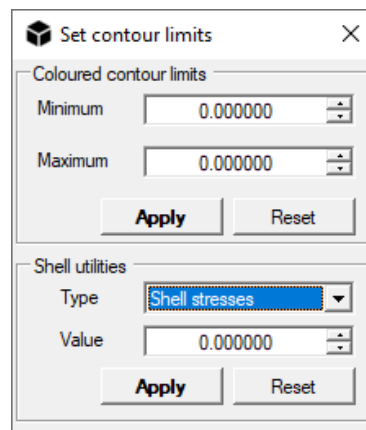 Set contour limits
Coloured contour limits
Minimum 0.000000
Maximum 0.000000
Apply Reset
Shell utilities
Type Shell stresses
Value 0.000000
Apply Reset